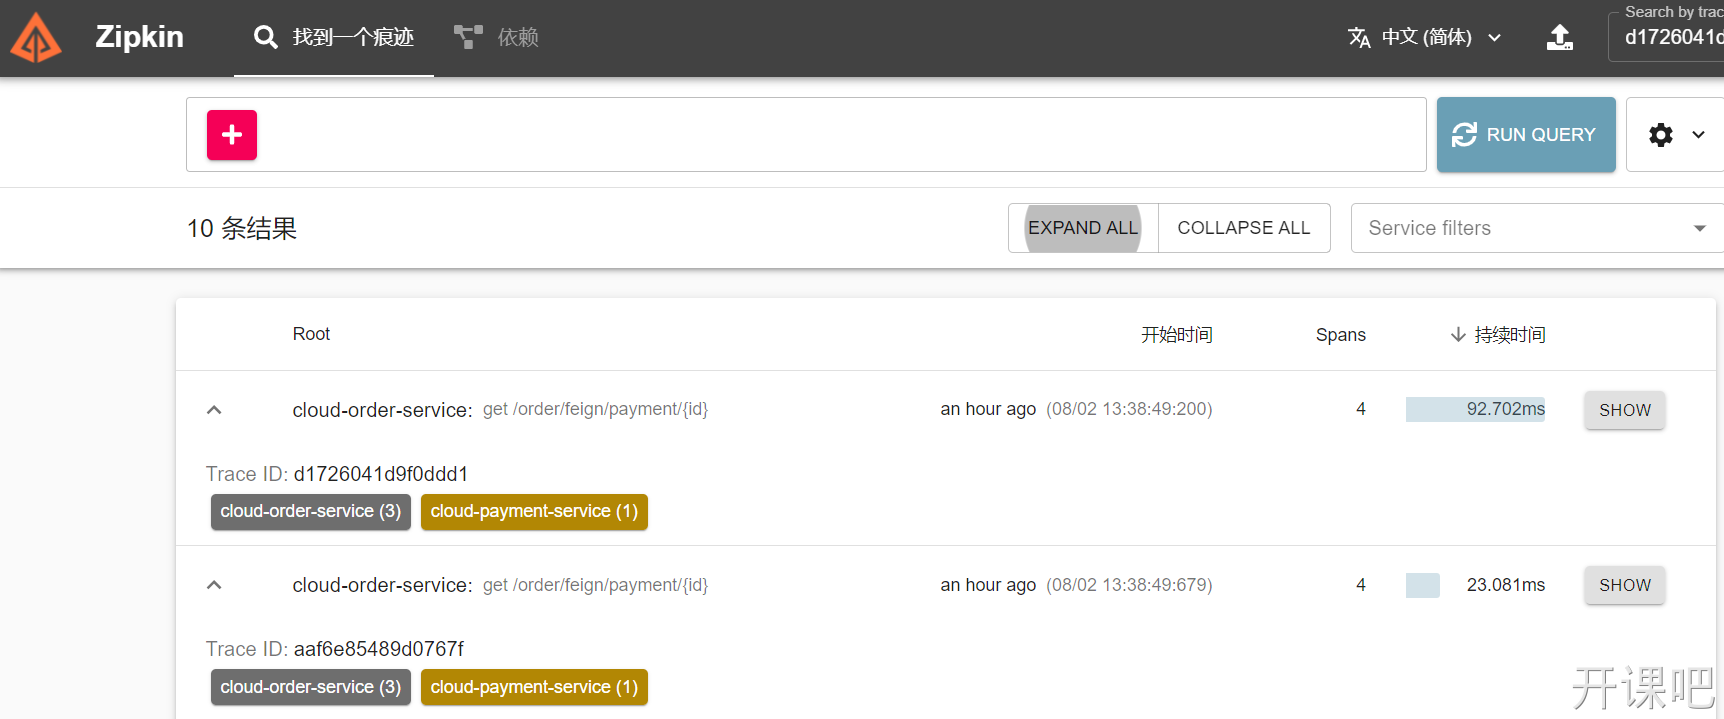 Zipkin 找到一个痕迹 依赖 中文 (简体) Search by trac
d1726041d
RUN QUERY
10 条结果 EXPAND ALL COLLAPSE ALL Service filters
Root 开始时间 Spans 持续时间
cloud-order-service: get /order/feign/payment/{id} an hour ago (08/02 13:38:49:200) 4 92.702ms SHOW
Trace ID: d1726041d9f0ddd1
cloud-order-service (3) cloud-payment-service (1)
cloud-order-service: get /order/feign/payment/{id} an hour ago (08/02 13:38:49:679) 4 23.081ms SHOW
Trace ID: aaf6e85489d0767f
cloud-order-service (3) cloud-payment-service (1)
开课吧